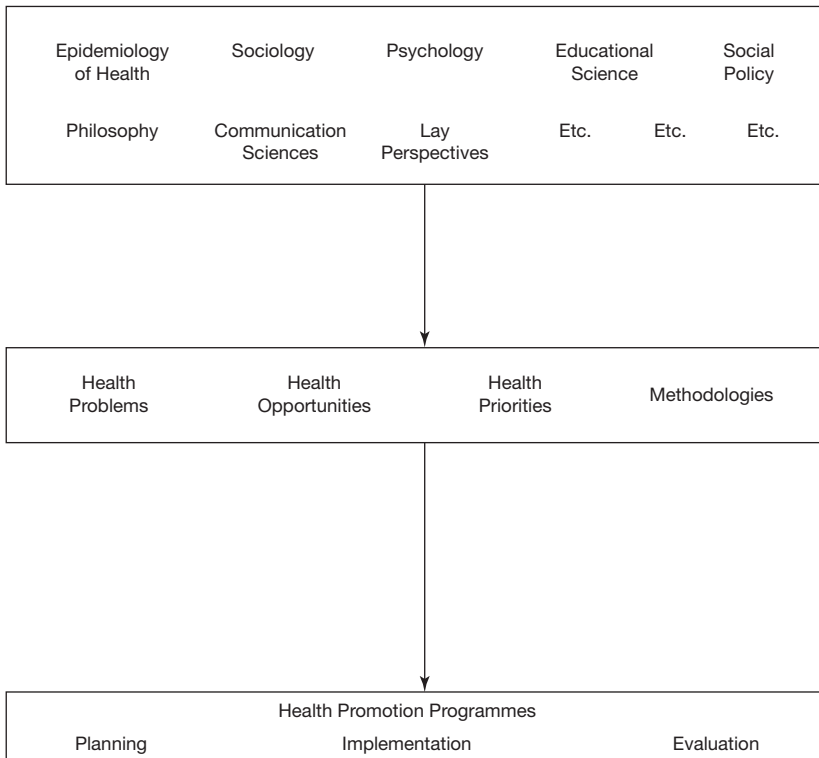 Epidemiology Sociology Psychology Educational Social
of Health Science Policy
Philosophy Communication Lay Etc. Etc. Etc.
Sciences Perspectives
Health Health Health Methodologies
Problems Opportunities Priorities
Health Promotion Programmes
Planning Implementation Evaluation